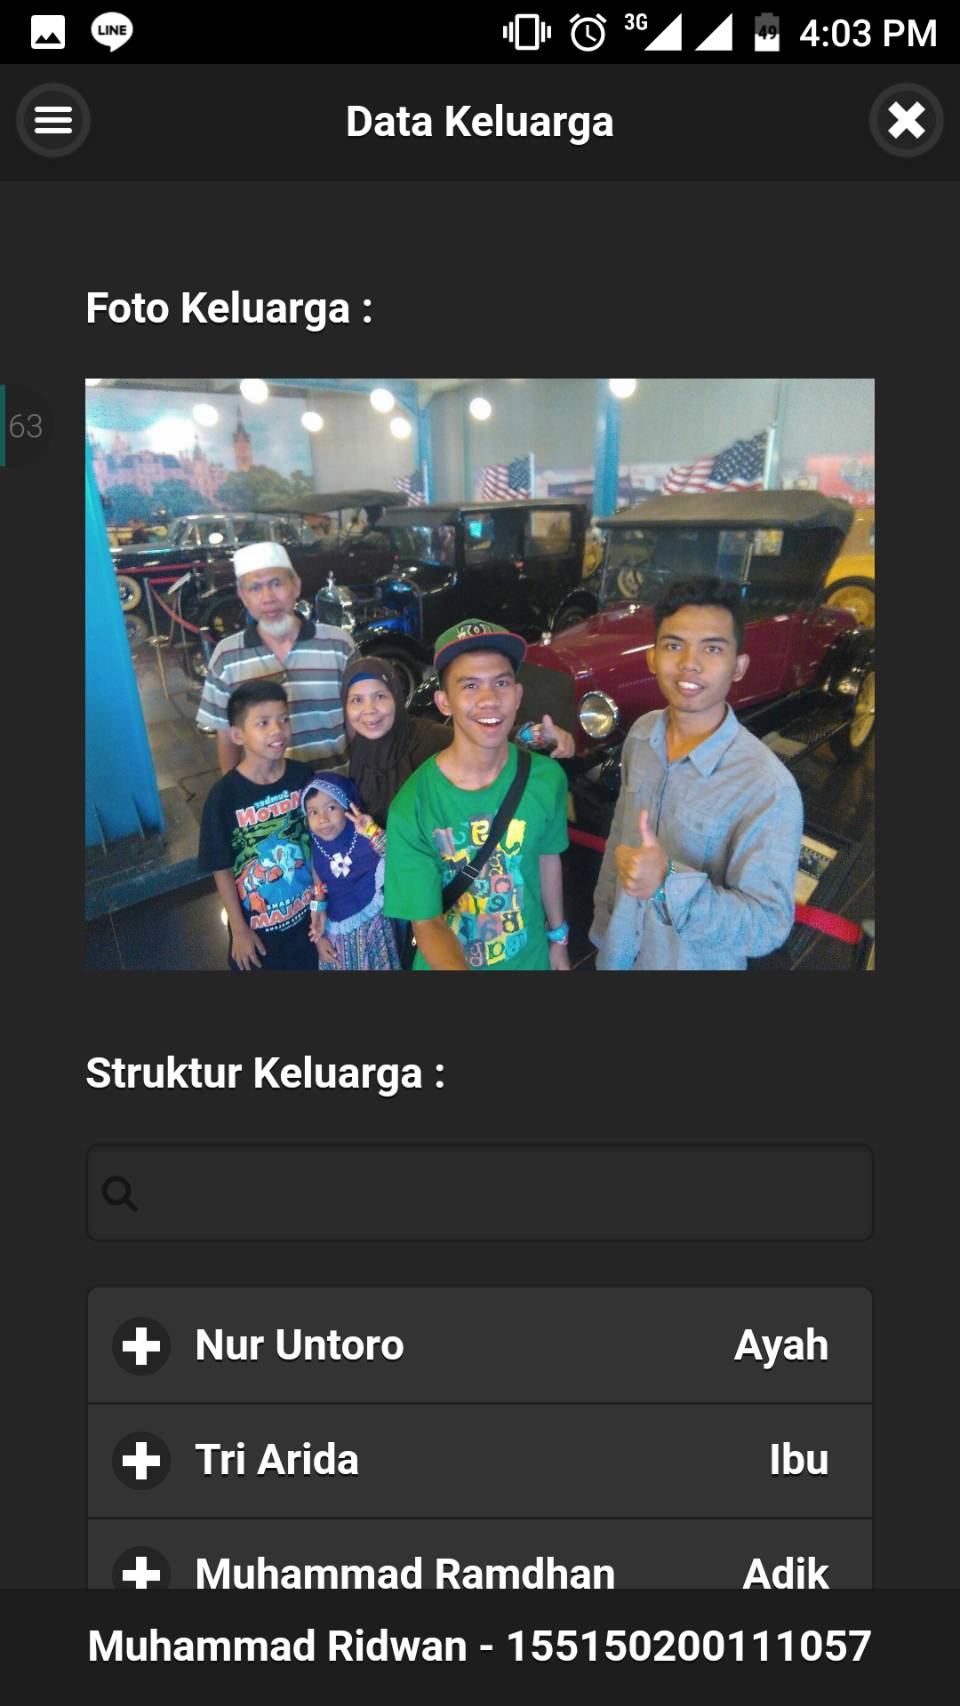 LINE
3G
49
4:03 PM
Data Keluarga
Foto Keluarga :
63
Struktur Keluarga :
Nur Untoro Ayah
Tri Arida Ibu
Muhammad Ramdhan Adik
Muhammad Ridwan - 155150200111057